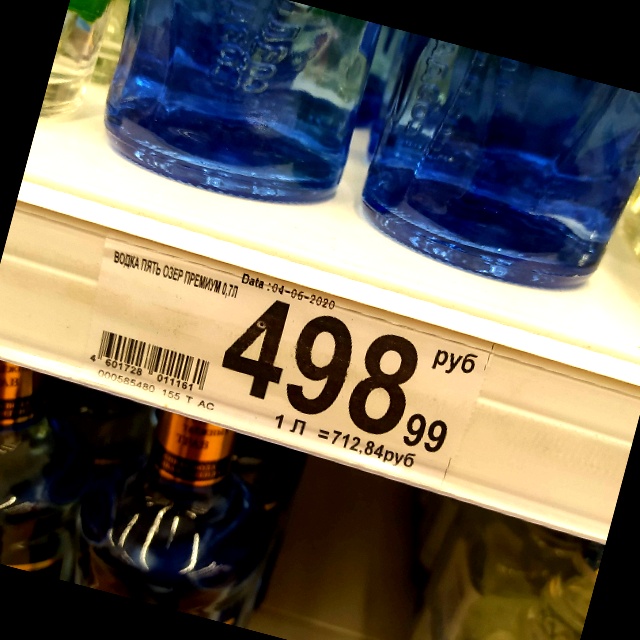 ВОДКА ПЯТЬ ОЗЕР ПРЕМИУМ 0,7Л
Data :04-06-2020
498 99 руб
4 601728 011161
000585480 155 Т АС
1 Л =712,84руб